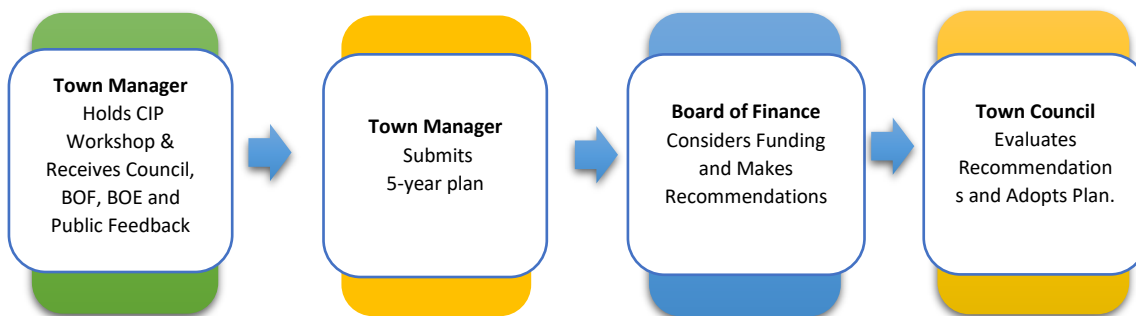 Town Manager
Holds CIP
Workshop &
Receives Council,
BOF, BOE and
Public Feedback
Town Manager
Submits
5-year plan
Board of Finance
Considers Funding
and Makes
Recommendations
Town Council
Evaluates
Recommendation
s and Adopts Plan.